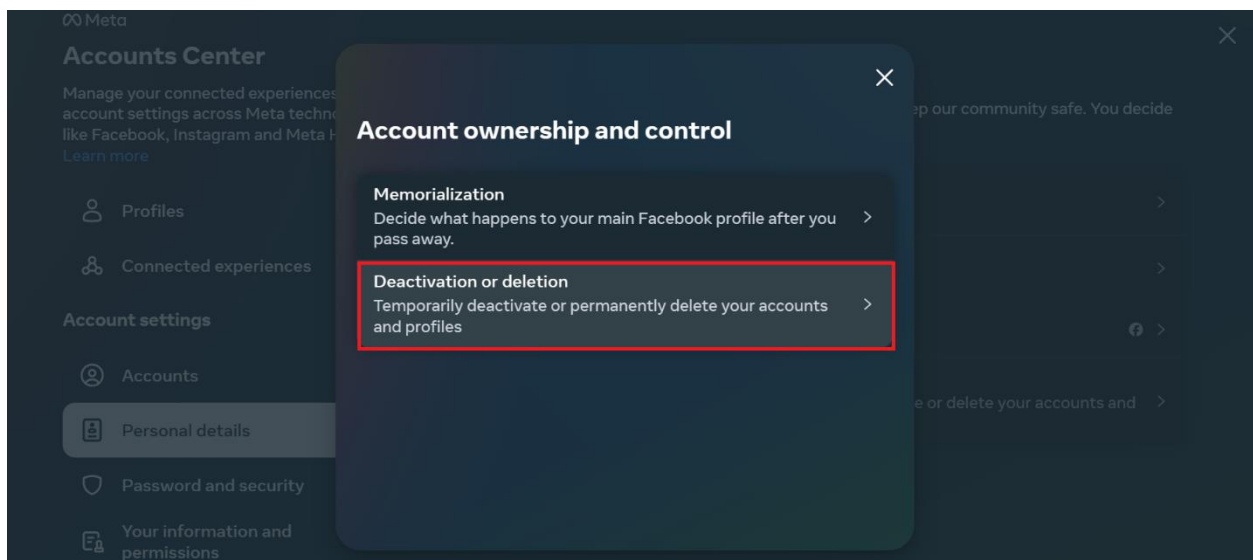 Meta
Accounts Center
Manage your connected experiences
account settings across Meta techno
like Facebook, Instagram and Meta H
Learn more
Profiles
Connected experiences
Account settings
Accounts
Personal details
Password and security
Your information and
permissions
Account ownership and control
Memorialization
Decide what happens to your main Facebook profile after you
pass away.
Deactivation or deletion
Temporarily deactivate or permanently delete your accounts
and profiles
ep our community safe. You decide
e or delete your accounts and